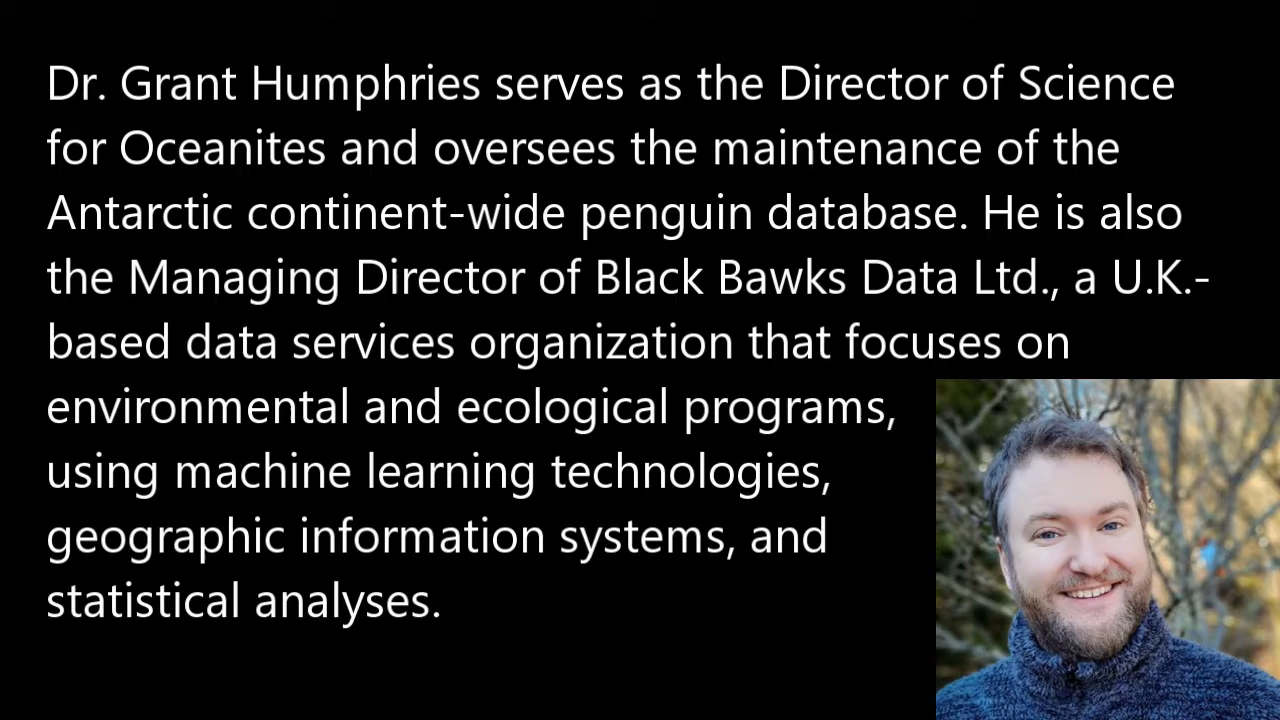 Dr. Grant Humphries serves as the Director of Science
for Oceanites and oversees the maintenance of the
Antarctic continent-wide penguin database. He is also
the Managing Director of Black Bawks Data Ltd., a U.K.-
based data services organization that focuses on
environmental and ecological programs,
using machine learning technologies,
geographic information systems, and
statistical analyses.